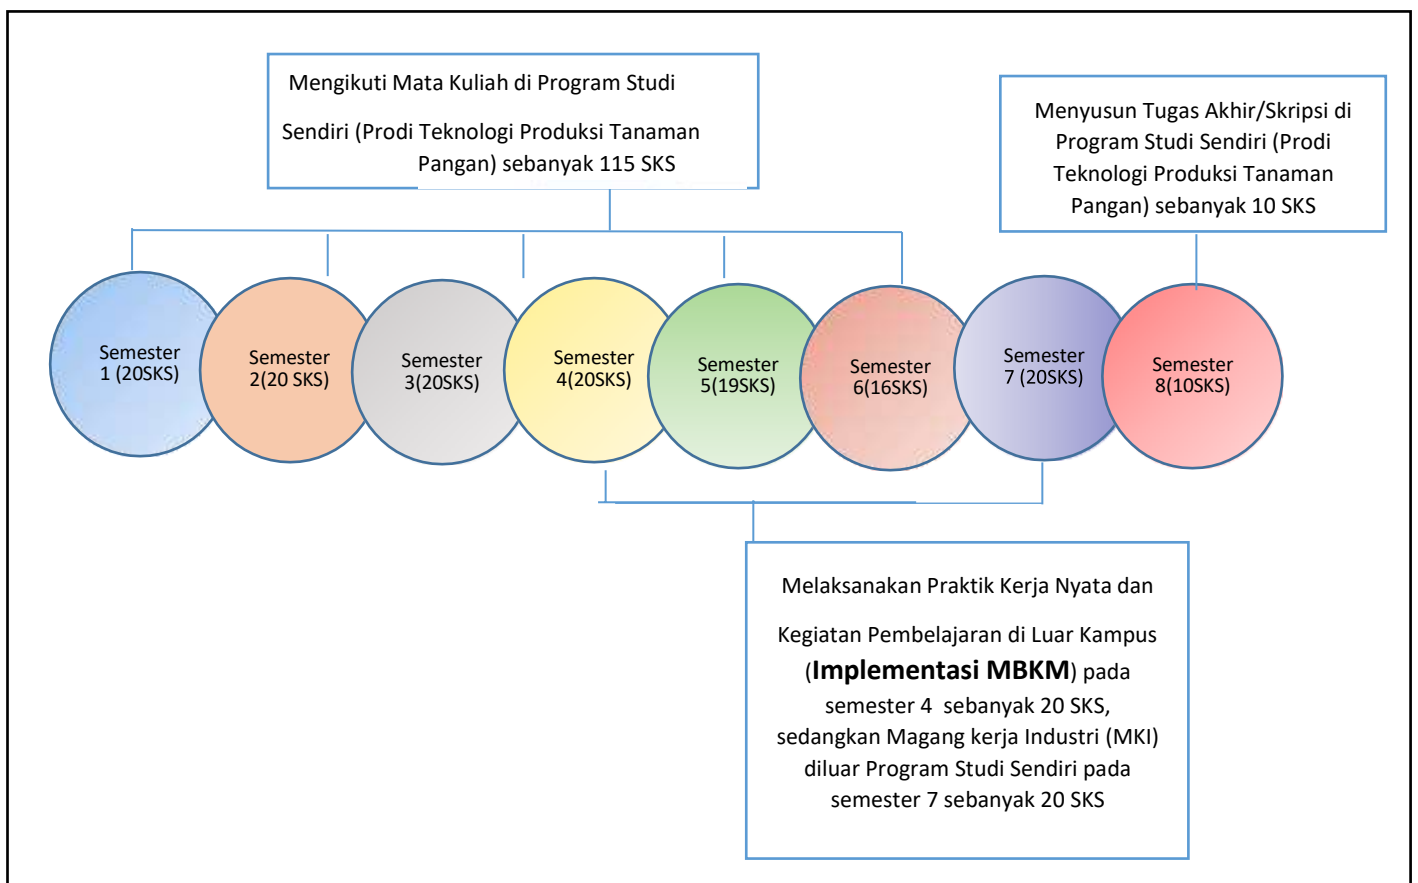 Mengikuti Mata Kuliah di Program Studi
Sendiri (Prodi Teknologi Produksi Tanaman
Pangan) sebanyak 115 SKS
Menyusun Tugas Akhir/Skripsi di
Program Studi Sendiri (Prodi
Teknologi Produksi Tanaman
Pangan) sebanyak 10 SKS
Semester
1 (20SKS)
Semester
2(20 SKS)
Semester
3(20SKS)
Semester
4(20SKS)
Semester
5(19SKS)
Semester
6(16SKS)
Semester
7 (20SKS)
Semester
8(10SKS)
Melaksanakan Praktik Kerja Nyata dan
Kegiatan Pembelajaran di Luar Kampus
(Implementasi MBKM) pada
semester 4 sebanyak 20 SKS,
sedangkan Magang kerja Industri (MKI)
diluar Program Studi Sendiri pada
semester 7 sebanyak 20 SKS